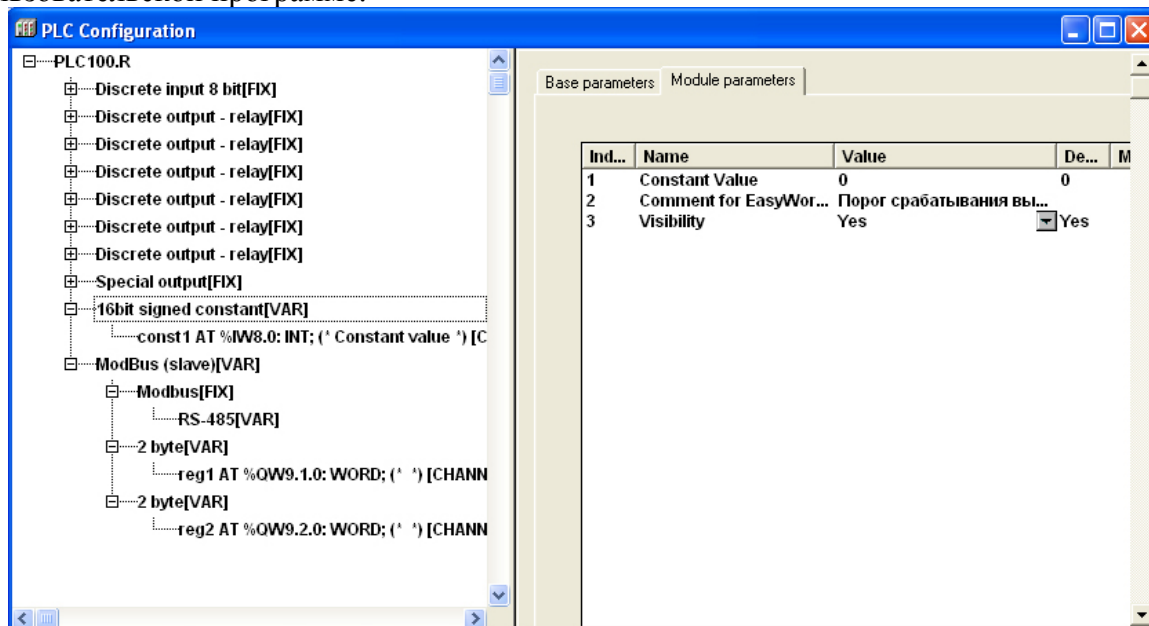 программе.
PLC Configuration
PLC100.R
Discrete input 8 bit[FIX]
Discrete output - relay[FIX]
Discrete output - relay[FIX]
Discrete output - relay[FIX]
Discrete output - relay[FIX]
Discrete output - relay[FIX]
Discrete output - relay[FIX]
Special output[FIX]
16bit signed constant[VAR]
const1 AT %IW8.0: INT; (* Constant value *) [C
ModBus (slave)[VAR]
Modbus[FIX]
RS-485[VAR]
2 byte[VAR]
reg1 AT %QW9.1.0: WORD; (* *) [CHANN
2 byte[VAR]
reg2 AT %QW9.2.0: WORD; (* *) [CHANN
Base parameters Module parameters
Ind... Name Value De... M
1 Constant Value 0 0
2 Comment for EasyWor... Порог срабатывания вы...
3 Visibility Yes Yes